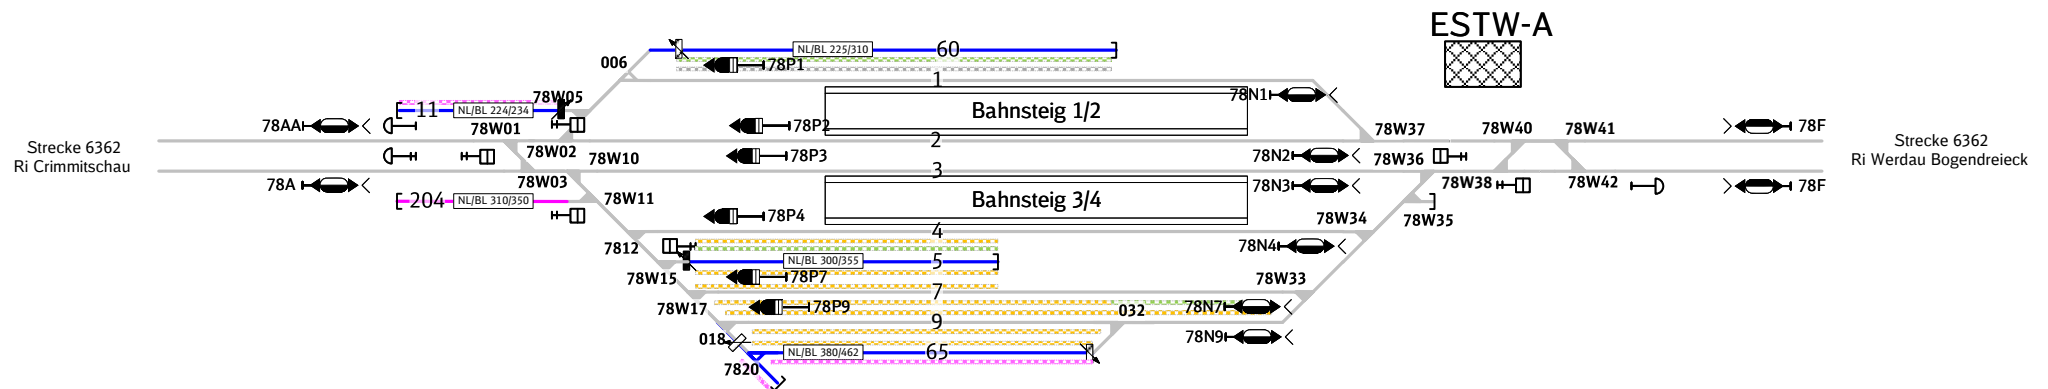 ESTW-A
NL/BL 225/310
60
006
78P1
1
78W05
11
NL/BL 224/234
78N1
Bahnsteig 1/2
78AA
78W01
78P2
78W37
78W40
78W41
78F
Strecke 6362
Ri Crimmitschau
2
Strecke 6362
Ri Werdau Bogendreieck
78W02
78W10
78P3
78N2
78W36
3
78A
78W03
78N3
78W38
78W42
78F
204
NL/BL 310/350
78W11
Bahnsteig 3/4
78P4
78W34
78W35
4
7812
78N4
NL/BL 300/355
5
78W15
78P7
78W33
7
78W17
78P9
032
78N7
9
018
78N9
NL/BL 380/462
65
7820